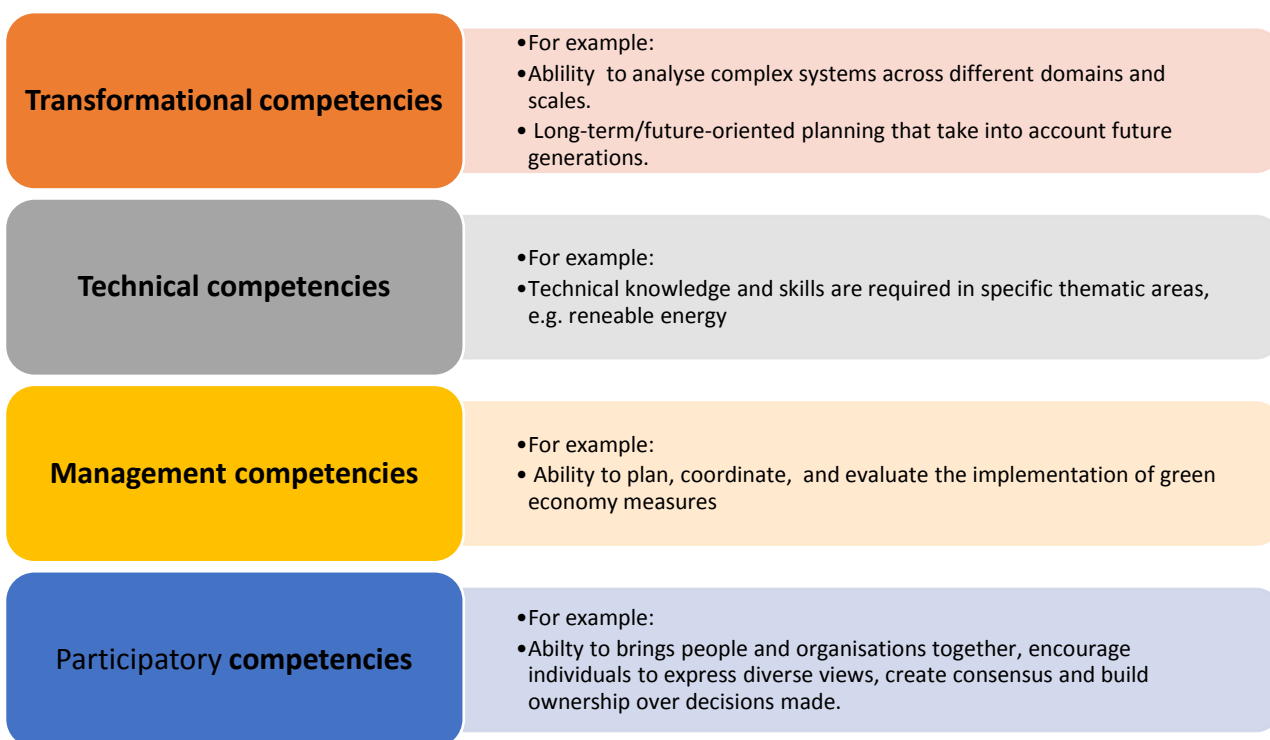 Transformational competencies
•For example:
•Ablility  to analyse complex systems across different domains and
scales.
• Long-term/future-oriented planning that take into account future
generations.
Technical competencies
•For example:
•Technical knowledge and skills are required in specific thematic areas,
e.g. reneable energy
Management competencies
•For example:
• Ability to plan, coordinate,  and evaluate the implementation of green
economy measures
Participatory competencies
•For example:
•Abilty to brings people and organisations together, encourage
individuals to express diverse views, create consensus and build
ownership over decisions made.